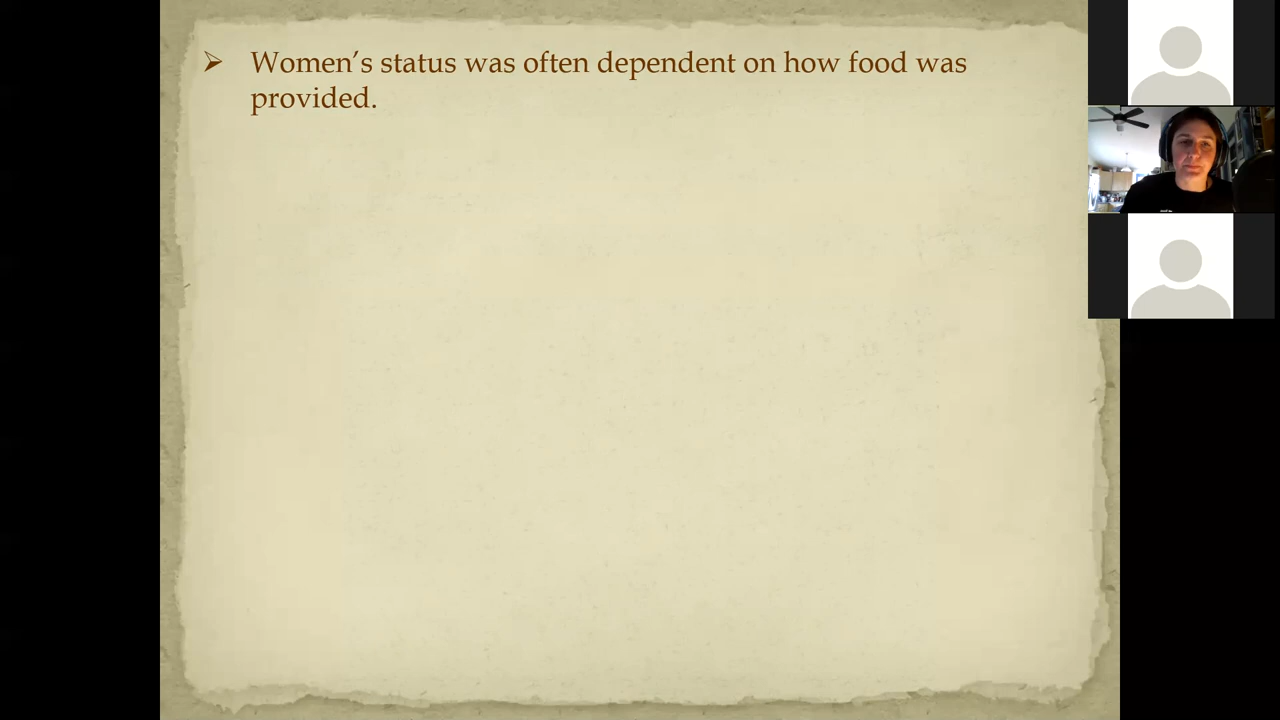 ➢ Women’s status was often dependent on how food was
provided.